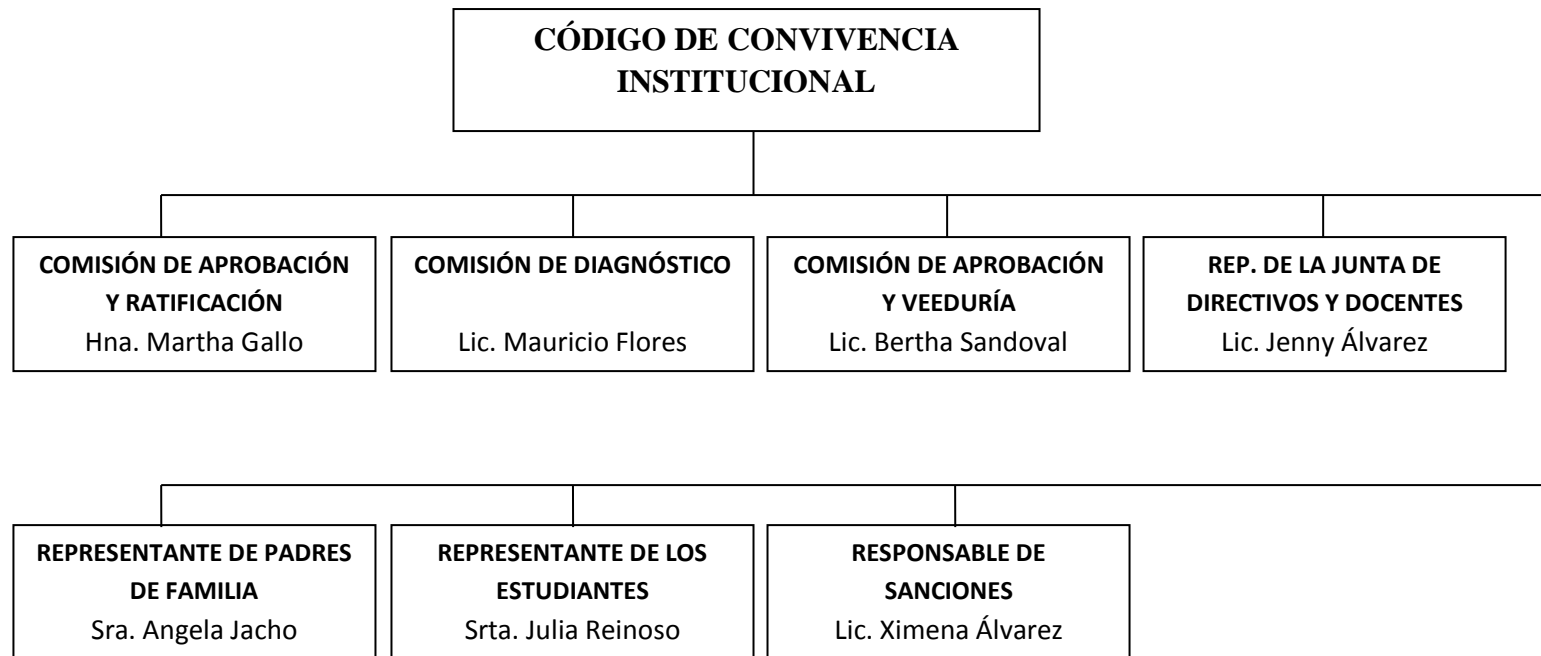 CÓDIGO DE CONVIVENCIA
INSTITUCIONAL
COMISIÓN DE APROBACIÓN
Y RATIFICACIÓN
Hna. Martha Gallo
COMISIÓN DE DIAGNÓSTICO
Lic. Mauricio Flores
COMISIÓN DE APROBACIÓN
Y VEEDURÍA
Lic. Bertha Sandoval
REP. DE LA JUNTA DE
DIRECTIVOS Y DOCENTES
Lic. Jenny Álvarez
REPRESENTANTE DE PADRES
DE FAMILIA
Sra. Angela Jacho
REPRESENTANTE DE LOS
ESTUDIANTES
Srta. Julia Reinoso
RESPONSABLE DE
SANCIONES
Lic. Ximena Álvarez